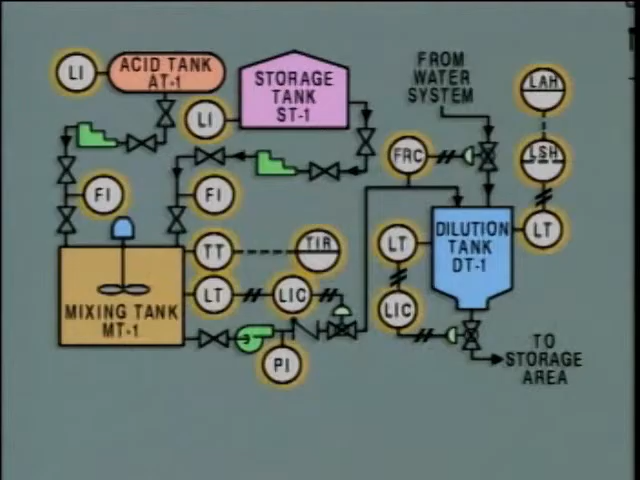 LI
ACID TANK
AT-1
STORAGE
TANK
ST-1
LI
FROM
WATER
SYSTEM
LAH
LSH
FRC
FI
FI
TT
TIR
LT
LIC
LT
LIC
DILUTION
TANK
DT-1
LT
MIXING TANK
MT-1
PI
TO
STORAGE
AREA